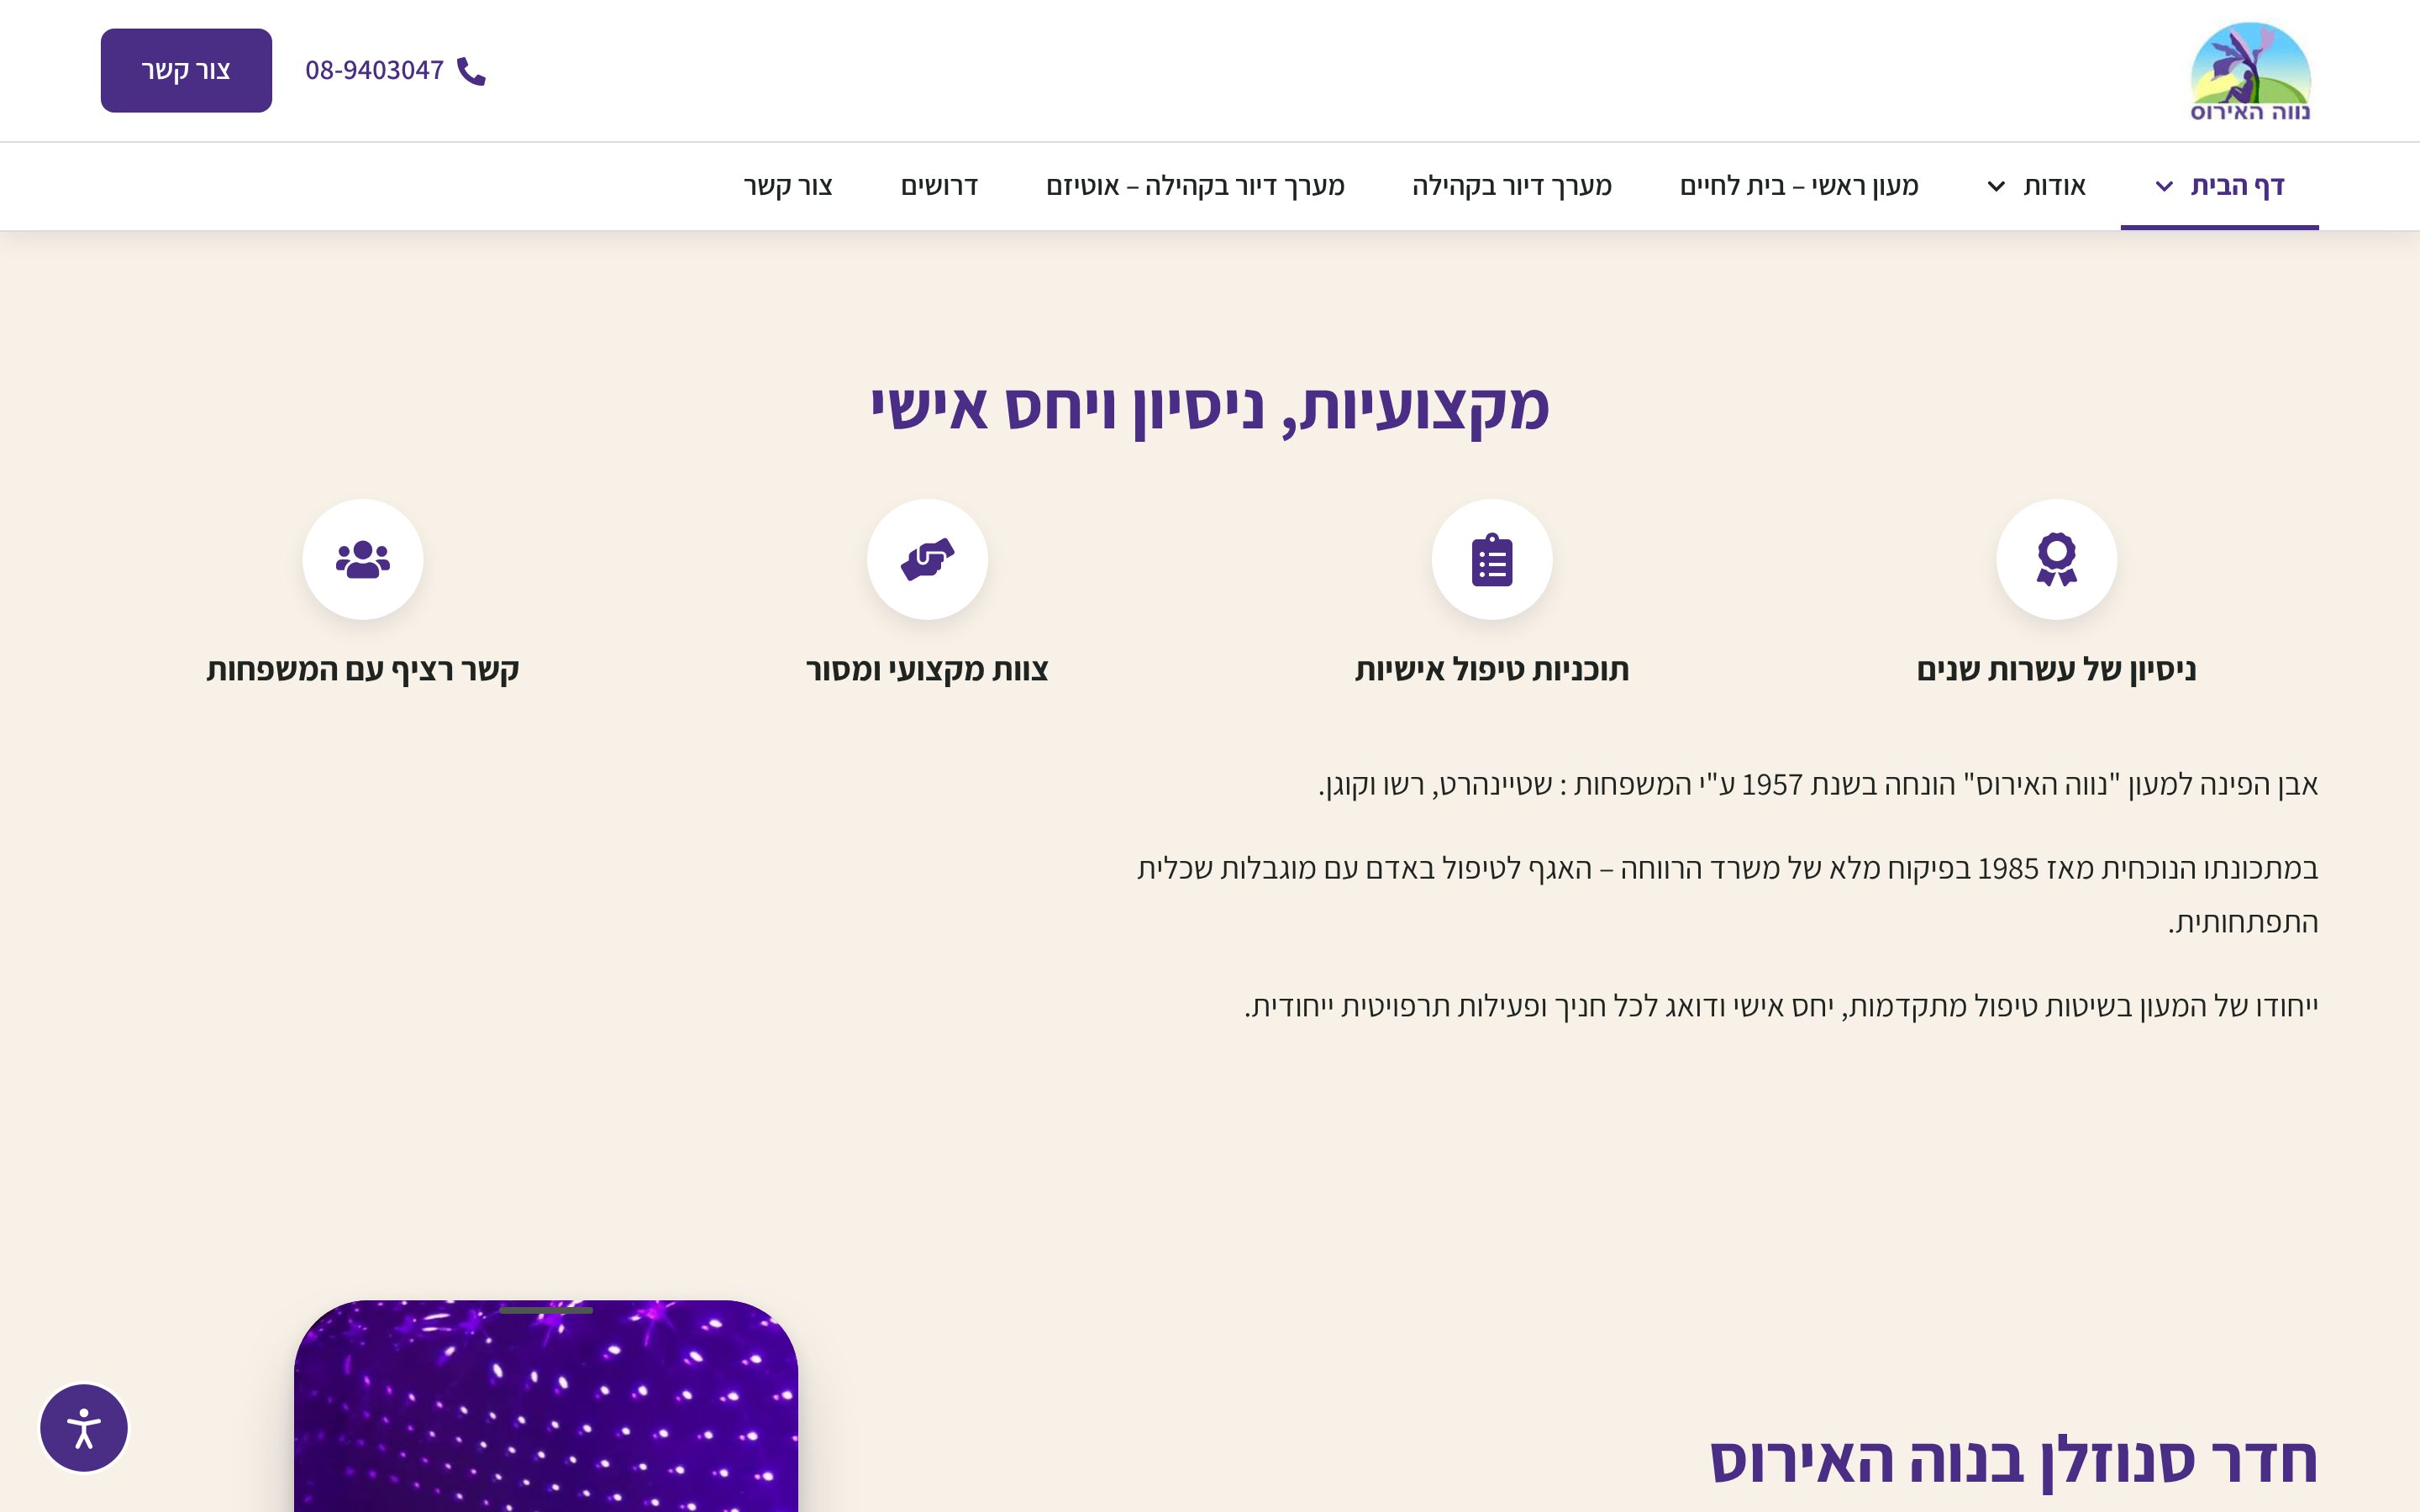 נווה האירוס
08-9403047
צור קשר
דף הבית
אודות
מעון ראשי – בית לחיים
מערך דיור בקהילה
מערך דיור בקהילה – אוטיזם
דרושים
צור קשר
מקצועיות, ניסיון ויחס אישי
ניסיון של עשרות שנים
תוכניות טיפול אישיות
צוות מקצועי ומסור
קשר רציף עם המשפחות
אבן הפינה למעון "נווה האירוס" הונחה בשנת 1957 ע"י המשפחות : שטיינהרט, רשו וקוגן.
במתכונתו הנוכחית מאז 1985 בפיקוח מלא של משרד הרווחה – האגף לטיפול באדם עם מוגבלות שכלית
התפתחותית.
ייחודו של המעון בשיטות טיפול מתקדמות, יחס אישי ודואג לכל חניך ופעילות תרפויטית ייחודית.
חדר סנוזלן בנוה האירוס